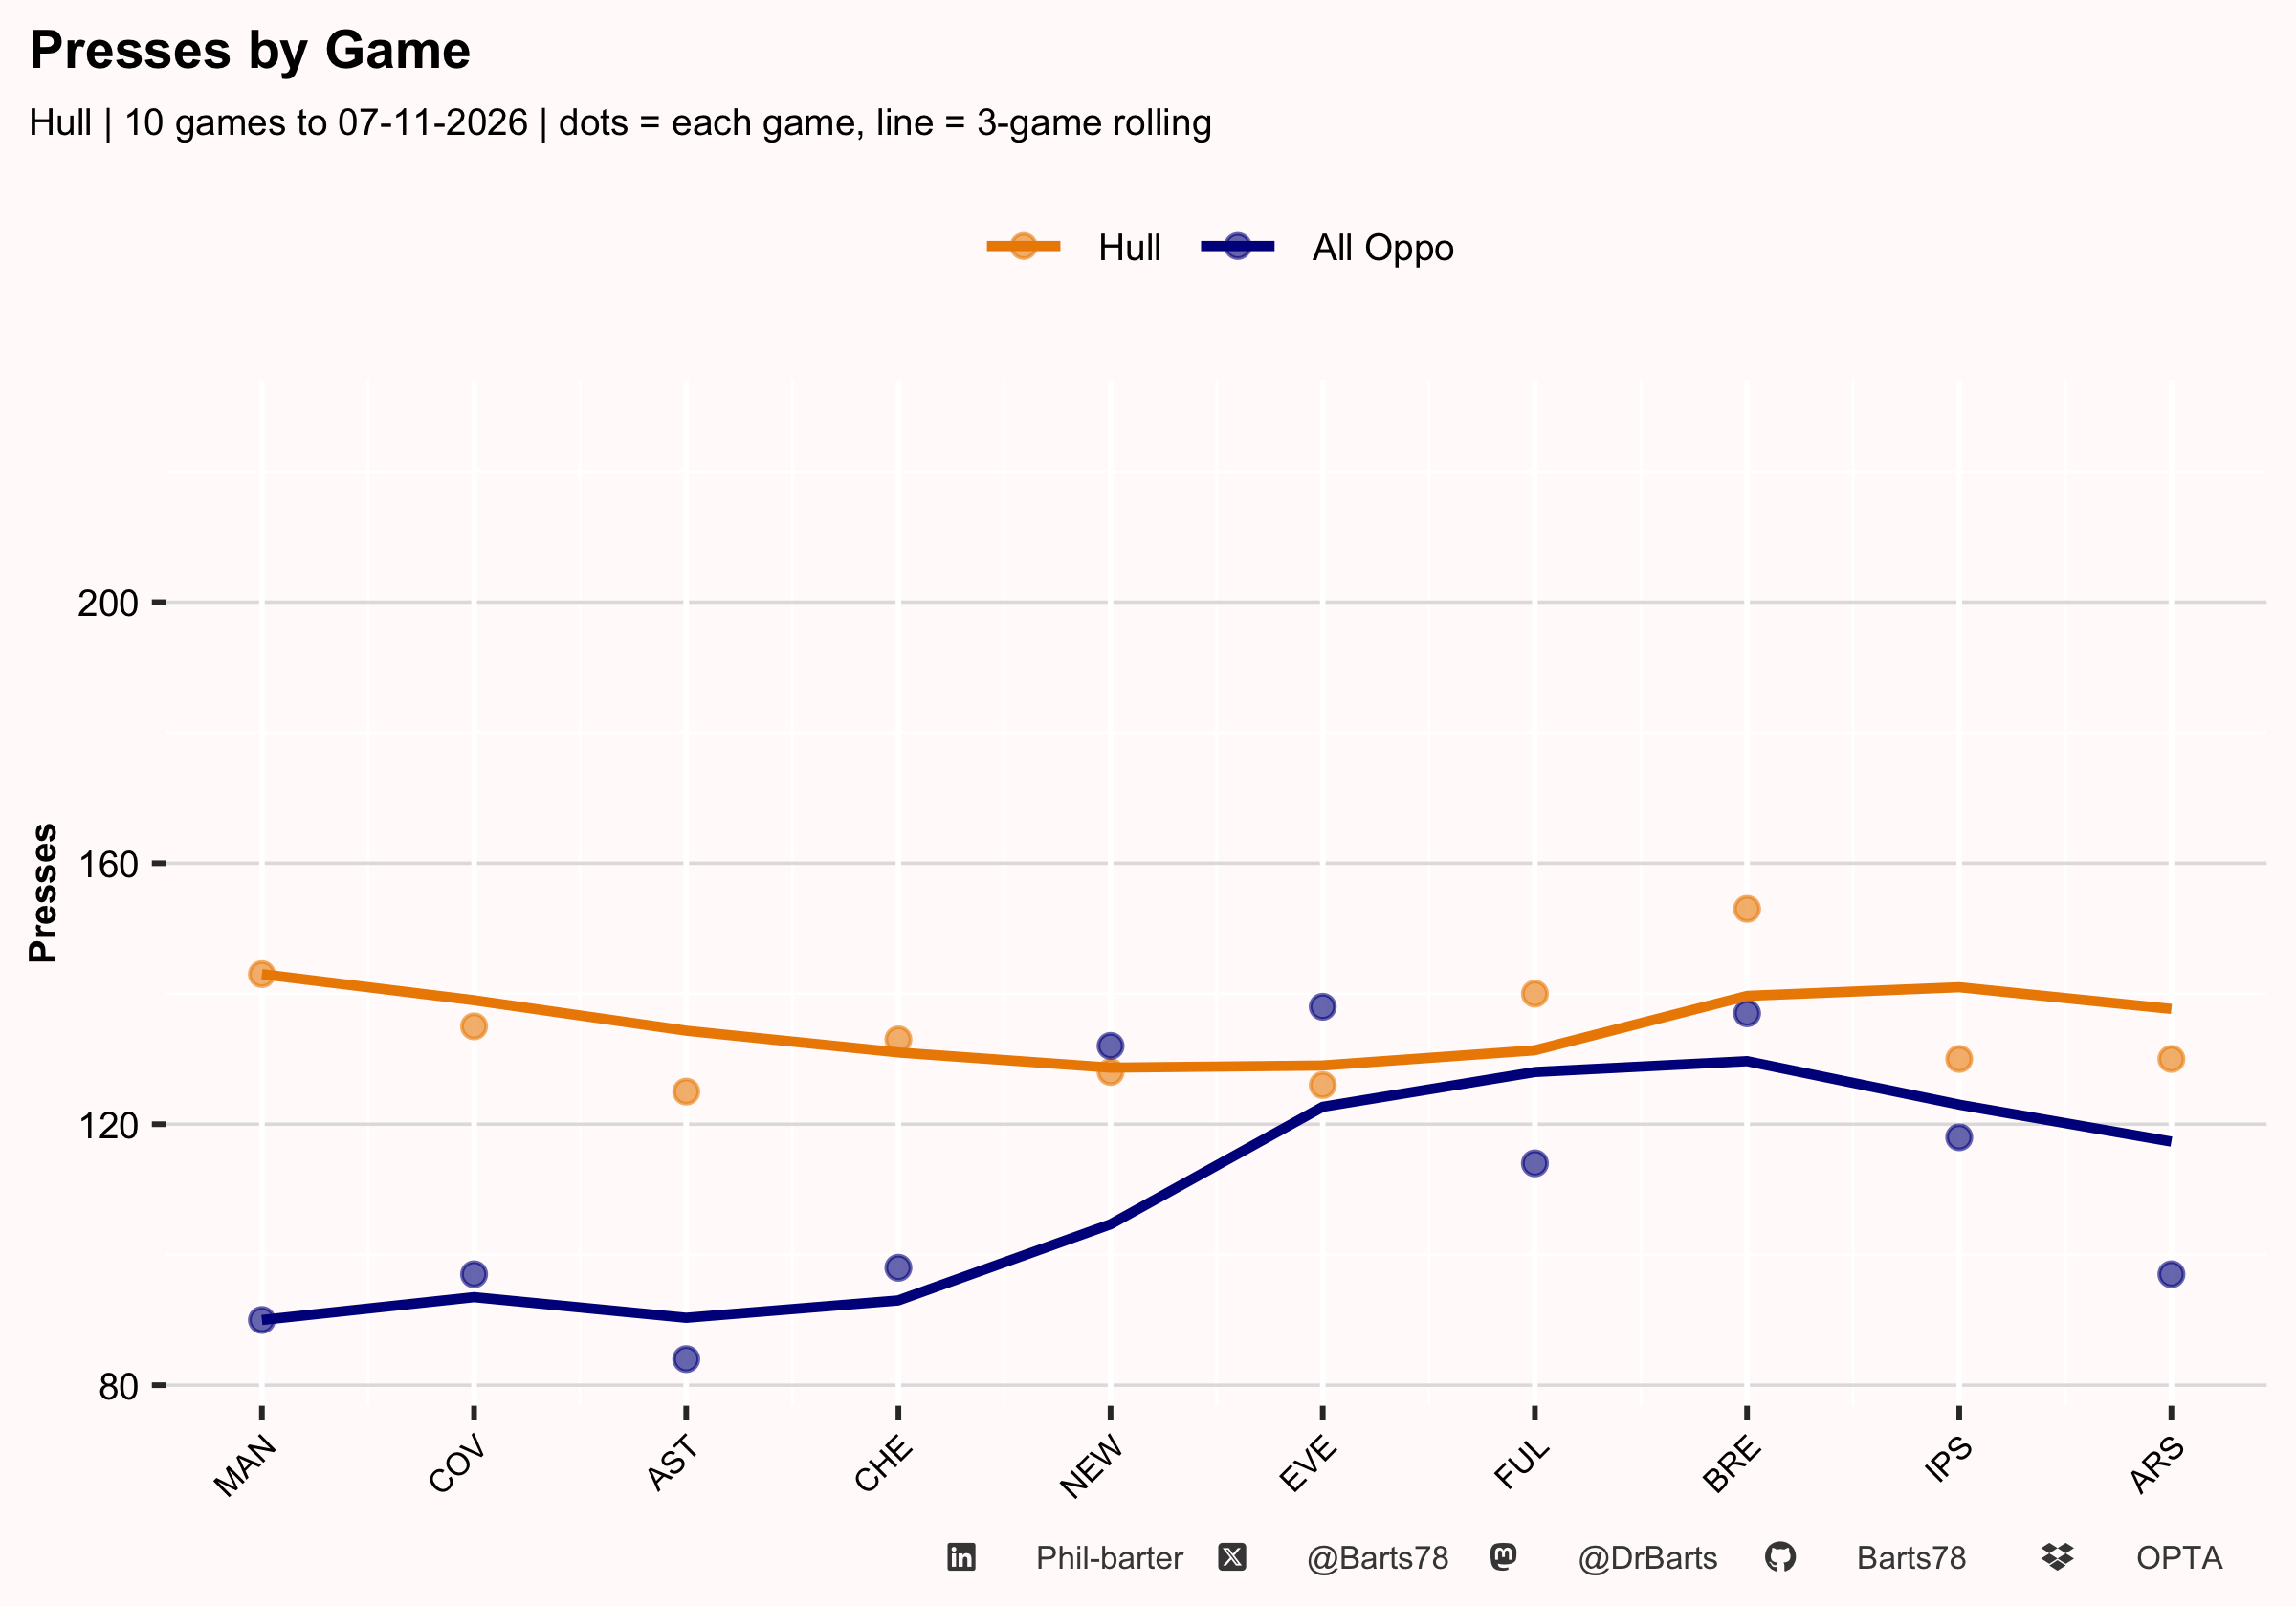 Presses by Game
Hull | 10 games to 07-11-2026 | dots = each game, line = 3-game rolling
Hull All Oppo
Presses
200
160
120
80
MAN COV AST CHE NEW EVE FUL BRE IPS ARS
Phil-barter @Barts78 @DrBarts Barts78 OPTA